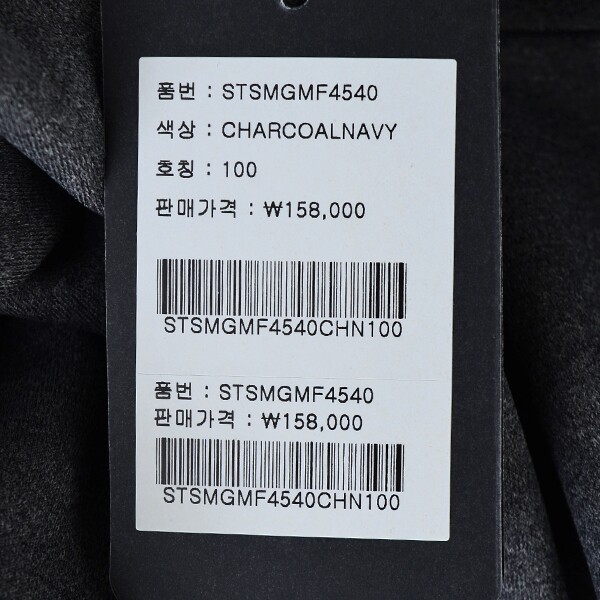 품번 : STSMGMF4540
색상 : CHARCOALNAVY
호칭 : 100
판매가격 : ₩158,000
STSMGMF4540CHN100
품번 : STSMGMF4540
판매가격 : ₩158,000
STSMGMF4540CHN100